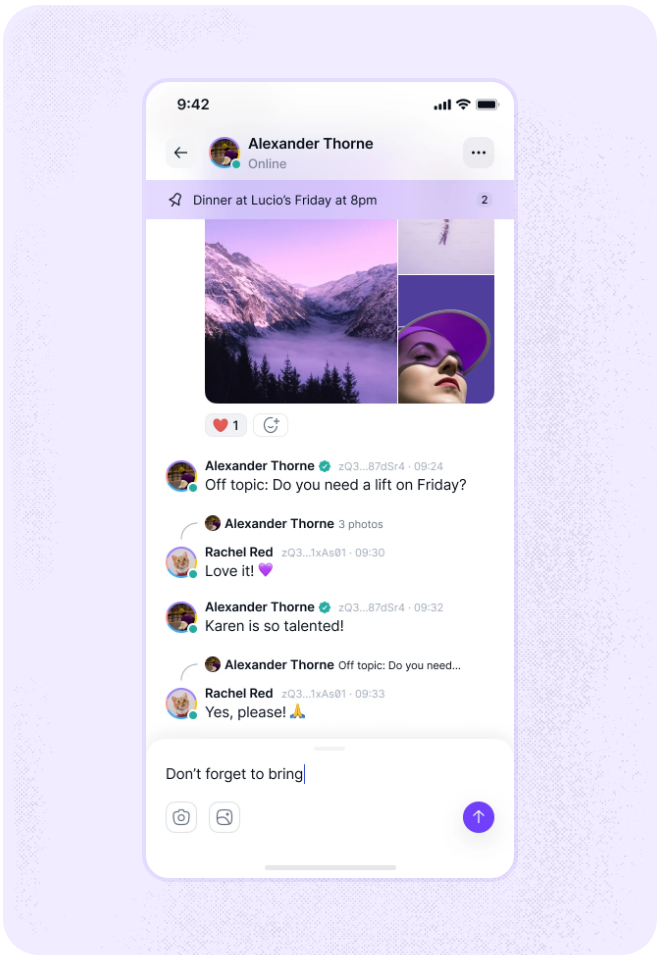 9:42
Alexander Thorne
Online
Dinner at Lucio’s Friday at 8pm 2
❤️ 1
Alexander Thorne zQ3...87dSr4 · 09:24
Off topic: Do you need a lift on Friday?
Alexander Thorne 3 photos
Rachel Red zQ3...1xAs01 · 09:30
Love it! 💜
Alexander Thorne zQ3...87dSr4 · 09:32
Karen is so talented!
Alexander Thorne Off topic: Do you need...
Rachel Red zQ3...1xAs01 · 09:33
Yes, please! 🙏
Don’t forget to bring